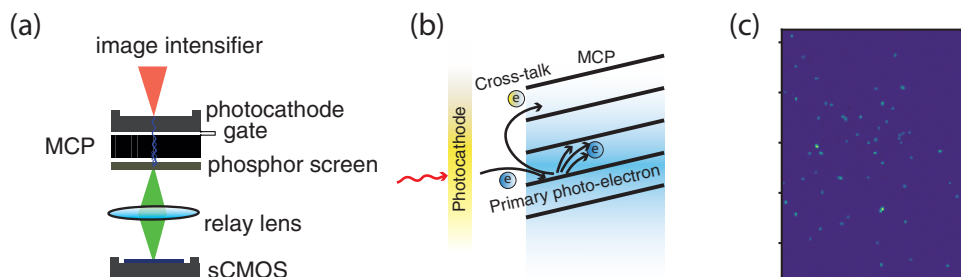 (a)
image intensifier
photocathode
gate
MCP
phosphor screen
relay lens
sCMOS
(b)
MCP
Cross-talk
e
Photocathode
e
e
Primary photo-electron
(c)